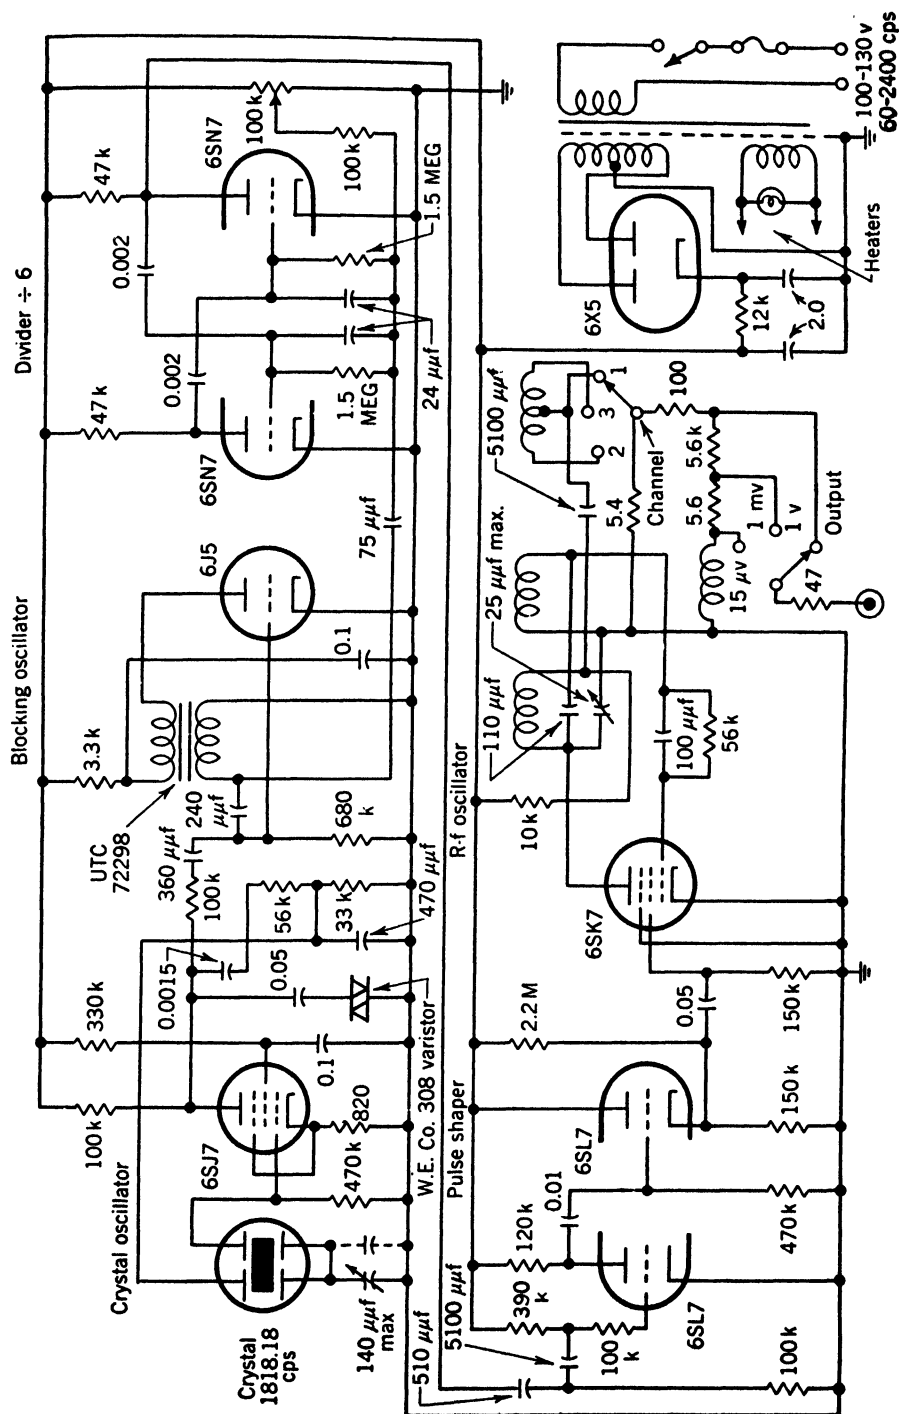 Crystal oscillator
Blocking oscillator
Divider ÷ 6
100 k
330 k
3.3 k
47 k
47 k
UTC
72298
360 μμf
240
μμf
100 k
0.0015
0.05
56 k
33 k
680
k
470 μμf
6SJ7
0.1
820
470 k
Crystal
1818.18
cps
140 μμf
max
W.E. Co. 308 varistor
6J5
0.1
75 μμf
6SN7
0.002
0.002
1.5
MEG
24 μμf
6SN7
100 k
100 k
1.5 MEG
Pulse shaper
R-f oscillator
510 μμf
5100 μμf
390
k
120 k
0.01
100
k
100 k
6SL7
470 k
6SL7
150 k
2.2 M
0.05
150 k
6SK7
10 k
100 μμf
56 k
110 μμf
25 μμf max.
5100 μμf
5.4
Channel
2
3
1
100
5.6
5.6 k
15 μv
1 mv
1 v
47
Output
6X5
12 k
2.0
Heaters
100-130 v
60-2400 cps